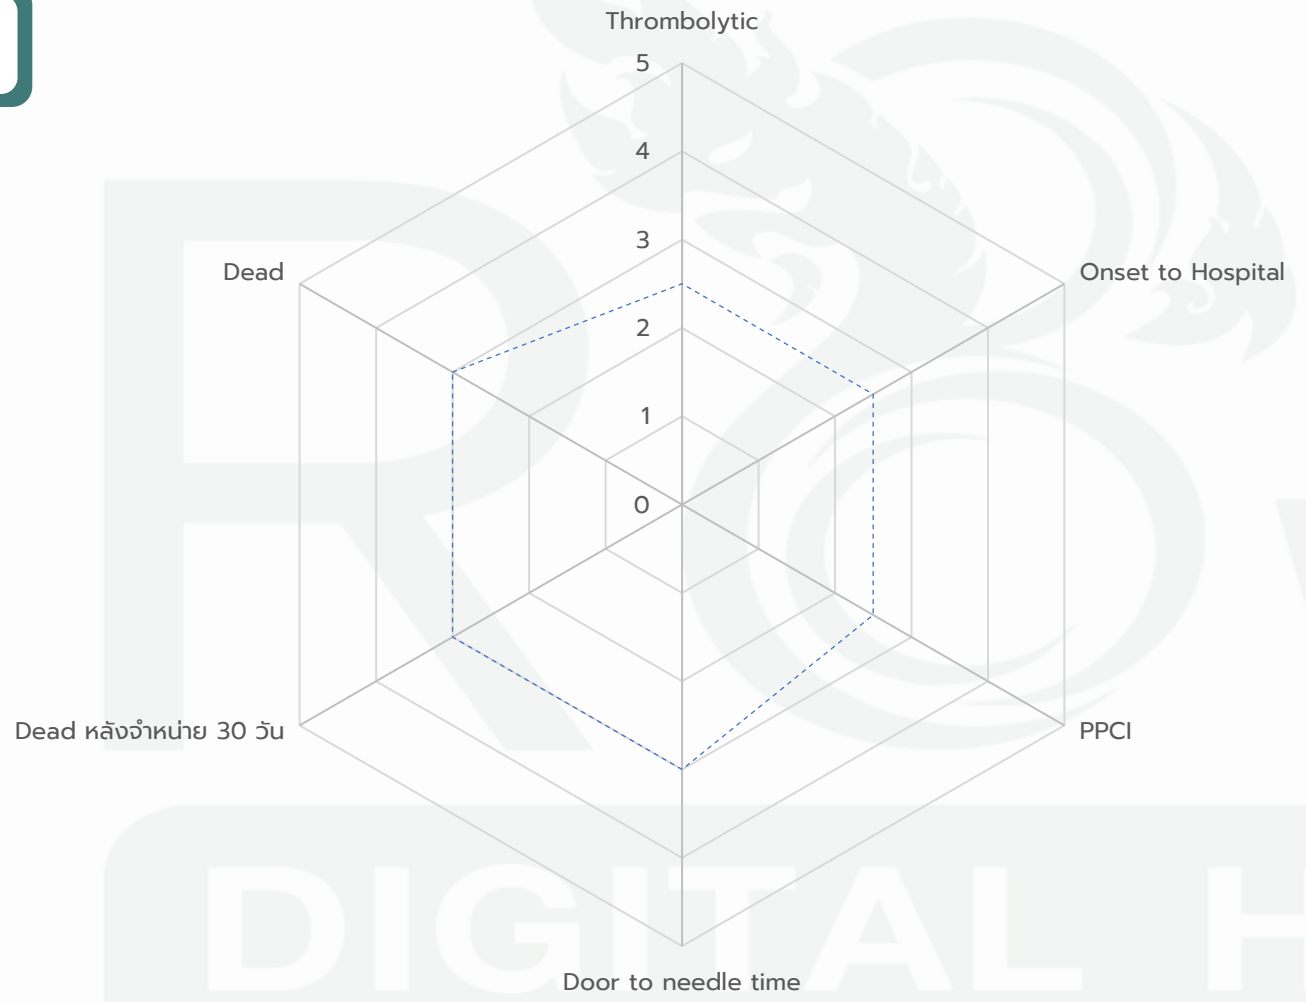 Thrombolytic
5
4
3
Dead
Onset to Hospital
2
1
0
Dead หลังจำหน่าย 30 วัน
PPCI
DIGITAL H
Door to needle time